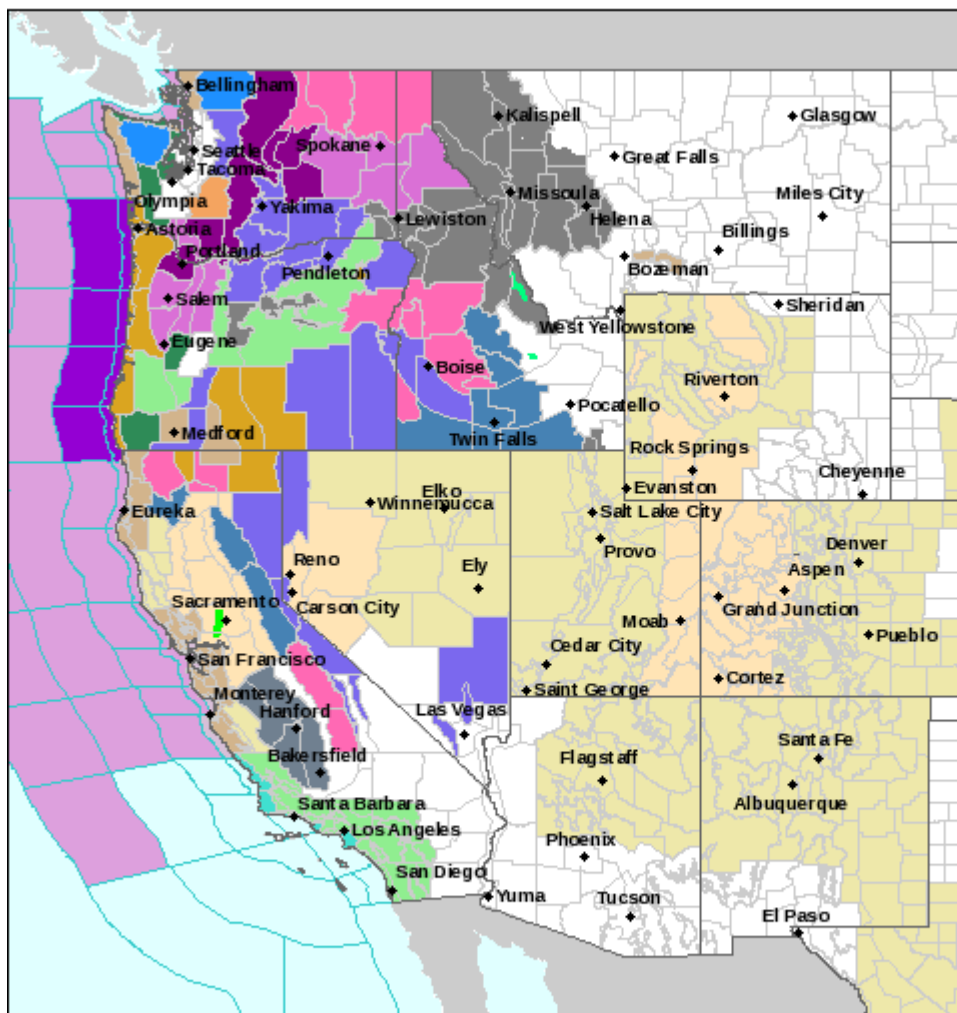 Bellingham
Kalispell
Glasgow
Seattle
Spokane
Great Falls
Tacoma
Missoula
Miles City
Olympia
Yakima
Lewiston
Helena
Astoria
Portland
Billings
Pendleton
Bozeman
Salem
West Yellowstone
Sheridan
Eugene
Boise
Riverton
Pocatello
Medford
Twin Falls
Rock Springs
Cheyenne
Elko
Evanston
Winnemucca
Eureka
Salt Lake City
Provo
Denver
Reno
Ely
Aspen
Sacramento
Carson City
Grand Junction
Moab
Pueblo
Cedar City
San Francisco
Cortez
Monterey
Saint George
Hanford
Las Vegas
Santa Fe
Bakersfield
Flagstaff
Albuquerque
Santa Barbara
Los Angeles
Phoenix
San Diego
Yuma
Tucson
El Paso